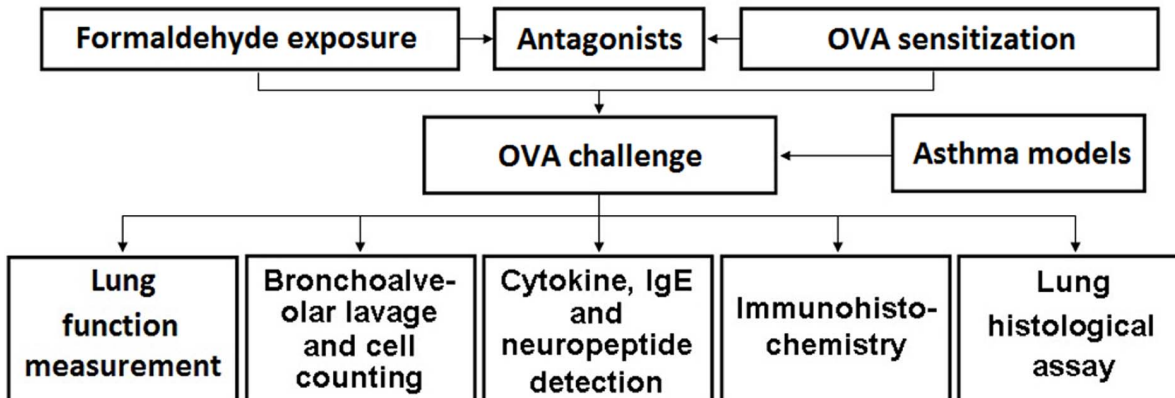 Formaldehyde exposure
Antagonists
OVA sensitization
OVA challenge
Asthma models
Lung
function
measurement
Bronchoalve-
olar lavage
and cell
counting
Cytokine, IgE
and
neuropeptide
detection
Immunohisto-
chemistry
Lung
histological
assay